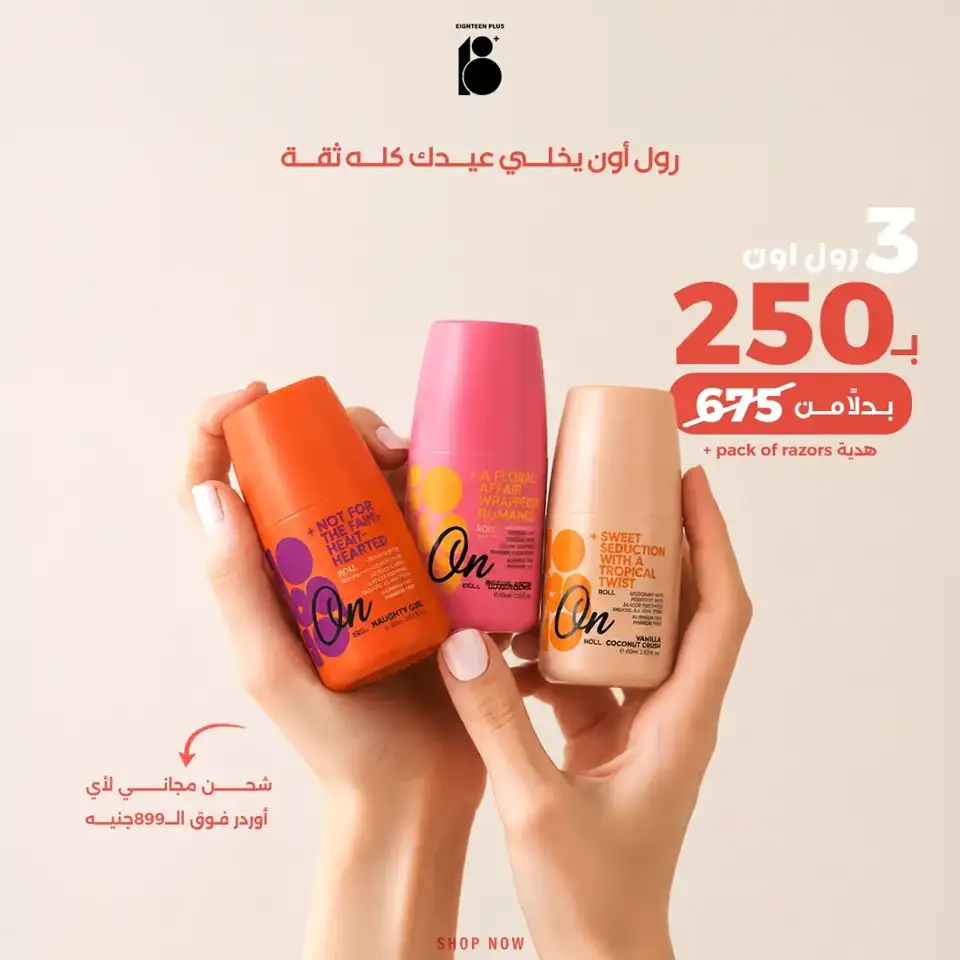 EIGHTEEN PLUS
18+
رول أون يخلي عيدك كله ثقة
3 رول اون
بـ250
بدلاً من 675
+ pack of razors هدية
+ A FLORAL
AFFAIR
WRAPPED IN
ROMANCE
ROLL
On
+ NOT FOR
THE FAINT-
HEARTED
ROLL
On
NAUGHTY GIRL
+ SWEET
SEDUCTION
WITH A
TROPICAL
TWIST
ROLL
On
VANILLA
COCONUT CRUSH
شحن مجاني لأي
أوردر فوق الـ899جنيه
SHOP NOW